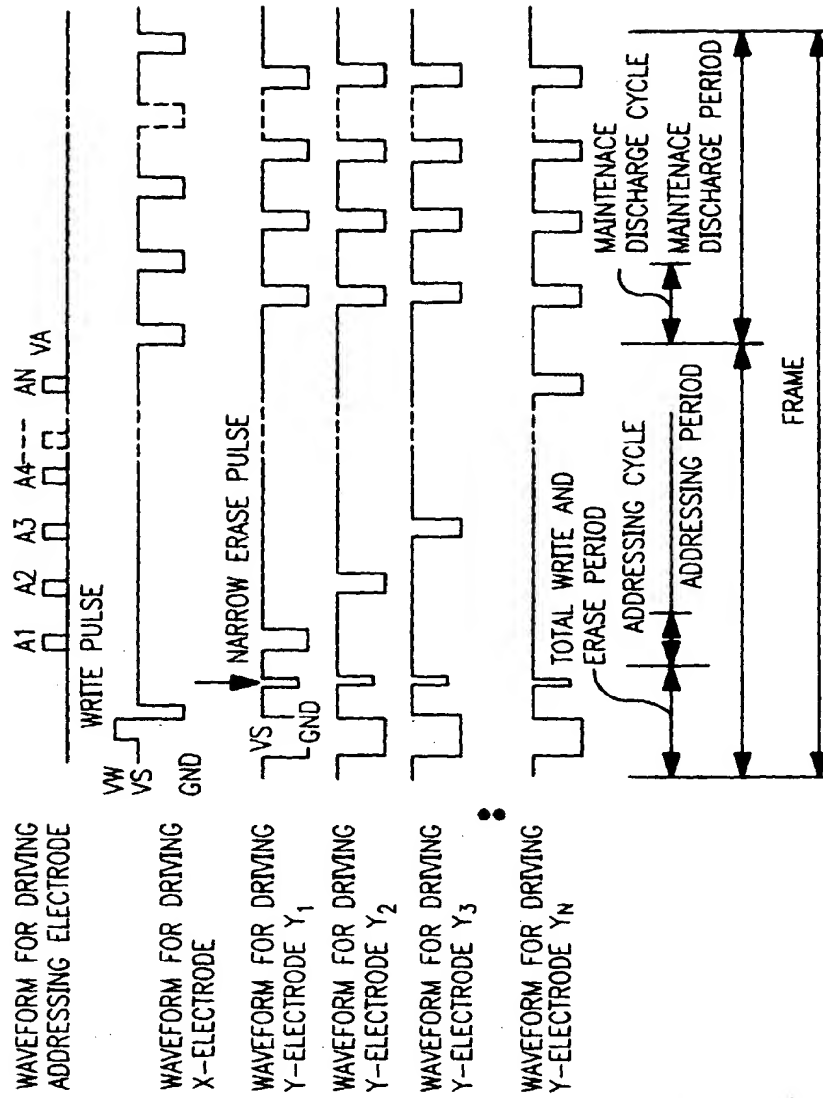 WAVEFORM FOR DRIVING
ADDRESSING ELECTRODE
A1 A2 A3 A4 AN VA
WRITE PULSE
VW
VS
GND
WAVEFORM FOR DRIVING
X-ELECTRODE
NARROW ERASE PULSE
VS
GND
WAVEFORM FOR DRIVING
Y-ELECTRODE Y1
WAVEFORM FOR DRIVING
Y-ELECTRODE Y2
WAVEFORM FOR DRIVING
Y-ELECTRODE Y3
WAVEFORM FOR DRIVING
Y-ELECTRODE YN
TOTAL WRITE AND
ERASE PERIOD
ADDRESSING CYCLE
ADDRESSING PERIOD
MAINTENACE
DISCHARGE CYCLE
MAINTENACE
DISCHARGE PERIOD
FRAME